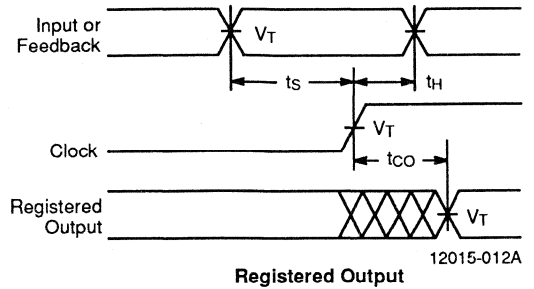 Input or
Feedback
VT
tS
tH
Clock
VT
tCO
Registered
Output
VT
12015-012A
Registered Output